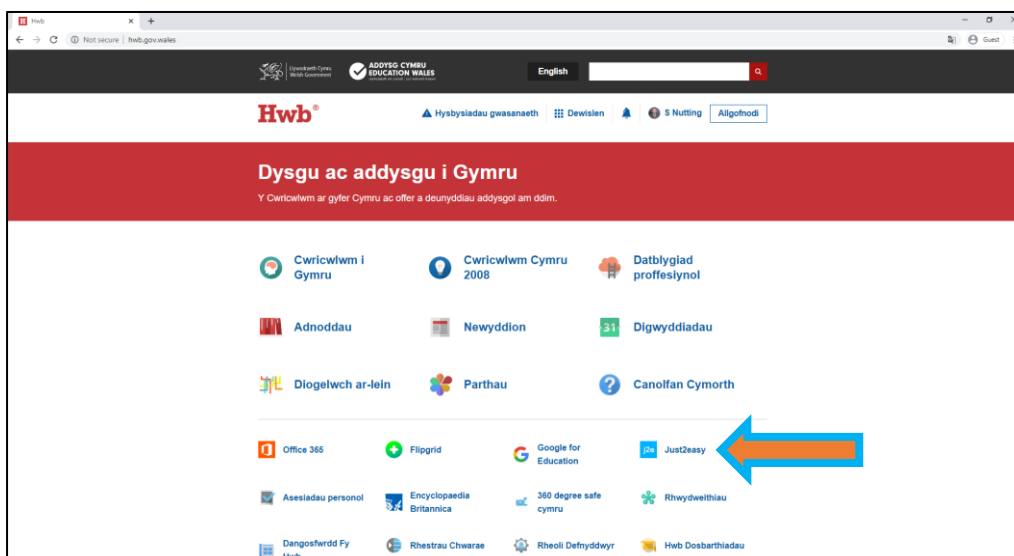 Hwb
Not secure | hwb.gov.wales
Guest
Llywodraeth Cymru
Welsh Government
ADDYSG CYMRU
EDUCATION WALES
English
Hwb®
Hysbysiadau gwasanaeth
Dewislen
S Nutting
Allgofnodi
Dysgu ac addysgu i Gymru
Y Cwricwlwm ar gyfer Cymru ac offer a deunyddiau addysgol am ddim.
Cwricwlwm i
Gymru
Cwricwlwm Cymru
2008
Datblygiad
proffesiynol
Adnoddau
Newyddion
31
Digwyddiadau
Diogelwch ar-lein
Parthau
?
Canolfan Cymorth
Office 365
Flipgrid
Google for
Education
j2e
Just2easy
Asesiadau personol
Encyclopaedia
Britannica
360 degree safe
cymru
Rhwydweithiau
Dangosfwrdd Fy
Hwb
Rhestrau Chwarae
Rheoli Defnyddwyr
Hwb Dosbarthiadau